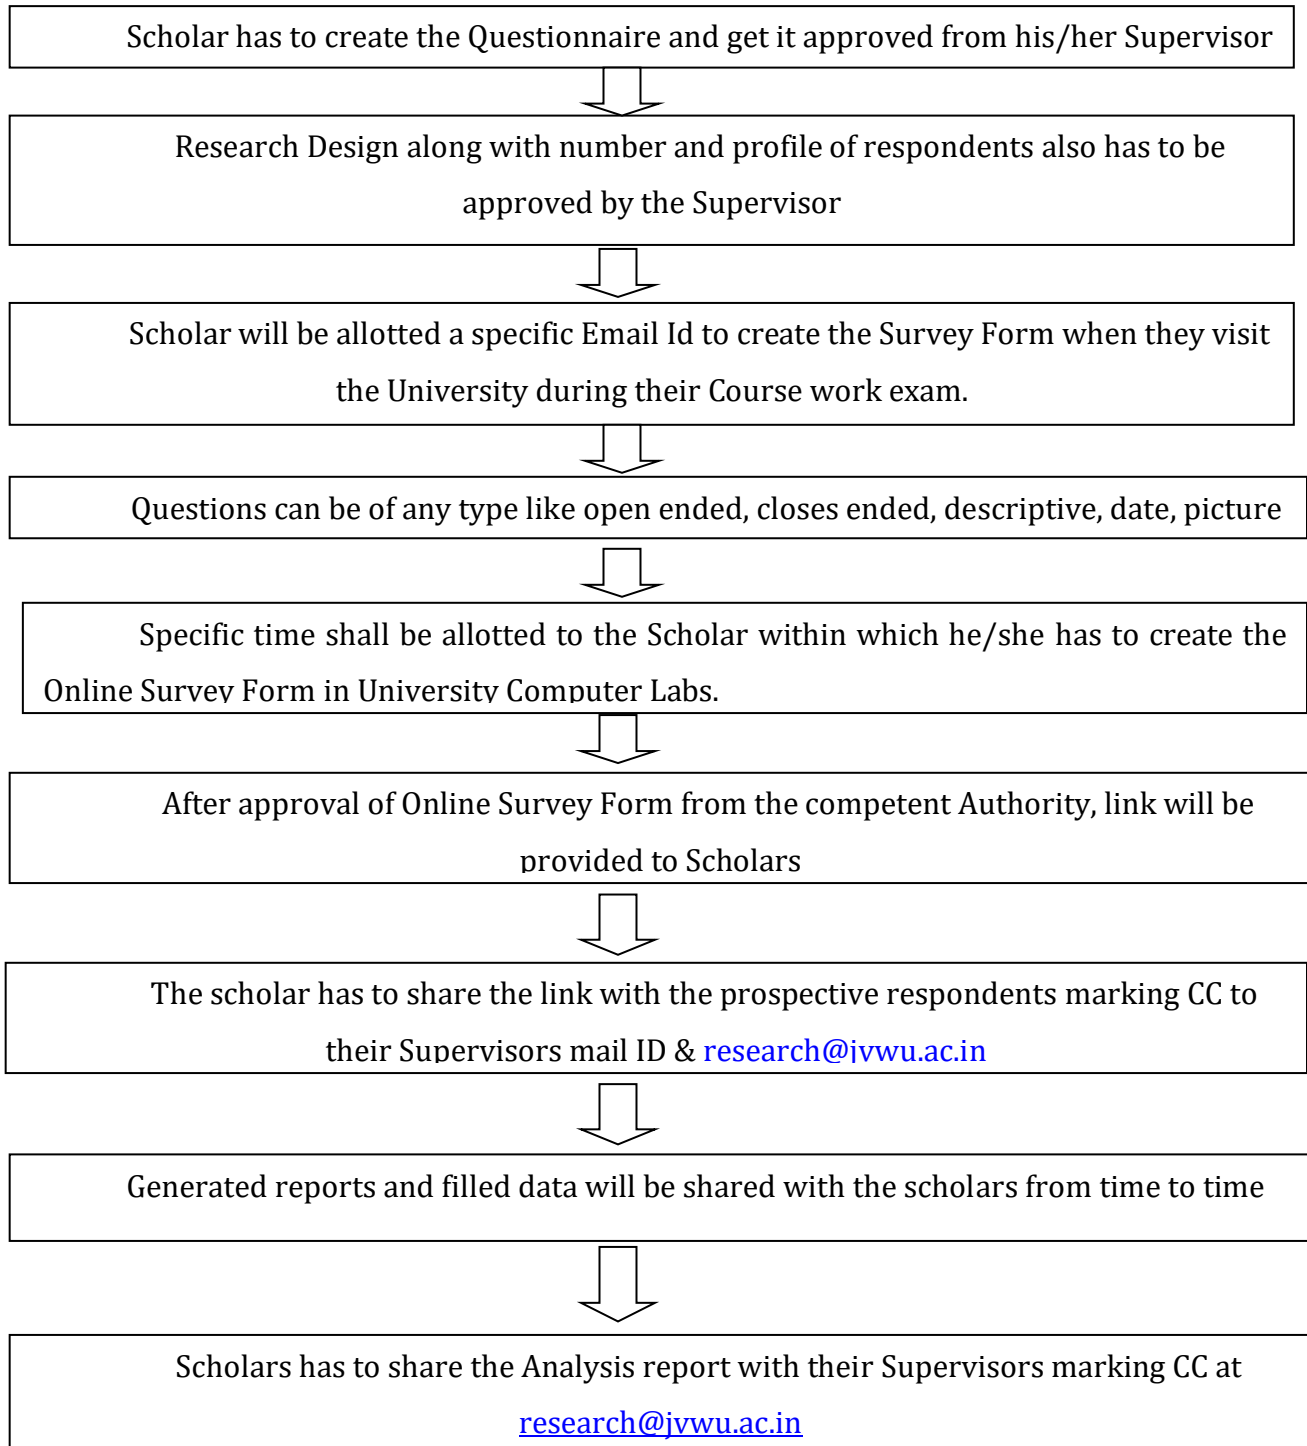 Scholar has to create the Questionnaire and get it approved from his/her Supervisor
Research Design along with number and profile of respondents also has to be
approved by the Supervisor
Scholar will be allotted a specific Email Id to create the Survey Form when they visit
the University during their Course work exam.
Questions can be of any type like open ended, closes ended, descriptive, date, picture
Specific time shall be allotted to the Scholar within which he/she has to create the
Online Survey Form in University Computer Labs.
After approval of Online Survey Form from the competent Authority, link will be
provided to Scholars
The scholar has to share the link with the prospective respondents marking CC to
their Supervisors mail ID & research@jvwu.ac.in
Generated reports and filled data will be shared with the scholars from time to time
Scholars has to share the Analysis report with their Supervisors marking CC at
research@jvwu.ac.in